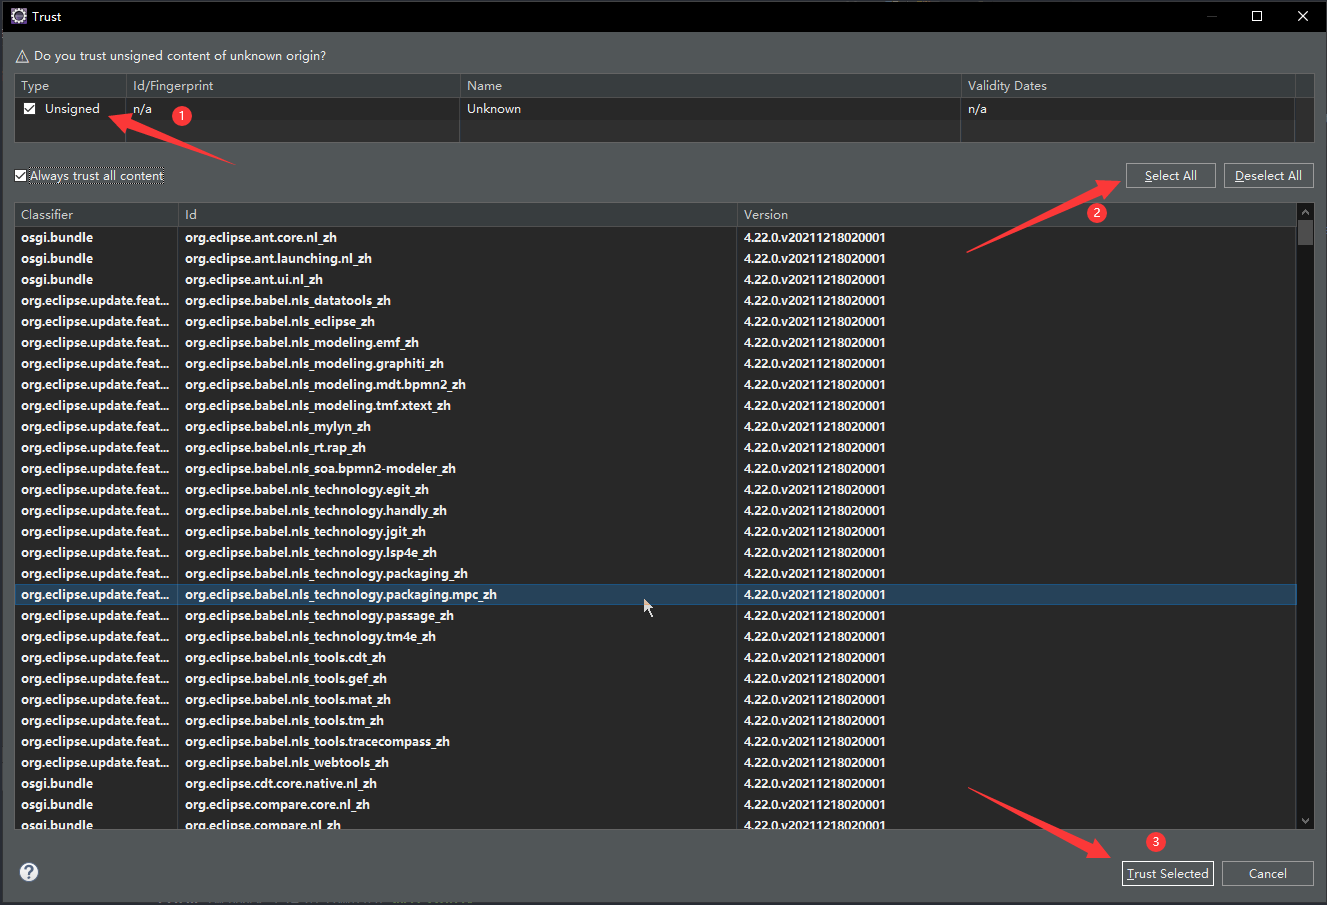 Trust
Do you trust unsigned content of unknown origin?
Type Id/Fingerprint Name Validity Dates
Unsigned n/a Unknown n/a
1
Always trust all content Select All Deselect All
2
Classifier Id Version
osgi.bundle org.eclipse.ant.core.nl_zh 4.22.0.v20211218020001
osgi.bundle org.eclipse.ant.launching.nl_zh 4.22.0.v20211218020001
osgi.bundle org.eclipse.ant.ui.nl_zh 4.22.0.v20211218020001
org.eclipse.update.feat... org.eclipse.babel.nls_datatools_zh 4.22.0.v20211218020001
org.eclipse.update.feat... org.eclipse.babel.nls_eclipse_zh 4.22.0.v20211218020001
org.eclipse.update.feat... org.eclipse.babel.nls_modeling.emf_zh 4.22.0.v20211218020001
org.eclipse.update.feat... org.eclipse.babel.nls_modeling.graphiti_zh 4.22.0.v20211218020001
org.eclipse.update.feat... org.eclipse.babel.nls_modeling.mdt.bpmn2_zh 4.22.0.v20211218020001
org.eclipse.update.feat... org.eclipse.babel.nls_modeling.tmf.xtext_zh 4.22.0.v20211218020001
org.eclipse.update.feat... org.eclipse.babel.nls_mylyn_zh 4.22.0.v20211218020001
org.eclipse.update.feat... org.eclipse.babel.nls_rt.rap_zh 4.22.0.v20211218020001
org.eclipse.update.feat... org.eclipse.babel.nls_soa.bpmn2-modeler_zh 4.22.0.v20211218020001
org.eclipse.update.feat... org.eclipse.babel.nls_technology.egit_zh 4.22.0.v20211218020001
org.eclipse.update.feat... org.eclipse.babel.nls_technology.handly_zh 4.22.0.v20211218020001
org.eclipse.update.feat... org.eclipse.babel.nls_technology.jgit_zh 4.22.0.v20211218020001
org.eclipse.update.feat... org.eclipse.babel.nls_technology.lsp4e_zh 4.22.0.v20211218020001
org.eclipse.update.feat... org.eclipse.babel.nls_technology.packaging_zh 4.22.0.v20211218020001
org.eclipse.update.feat... org.eclipse.babel.nls_technology.packaging.mpc_zh 4.22.0.v20211218020001
org.eclipse.update.feat... org.eclipse.babel.nls_technology.passage_zh 4.22.0.v20211218020001
org.eclipse.update.feat... org.eclipse.babel.nls_technology.tm4e_zh 4.22.0.v20211218020001
org.eclipse.update.feat... org.eclipse.babel.nls_tools.cdt_zh 4.22.0.v20211218020001
org.eclipse.update.feat... org.eclipse.babel.nls_tools.gef_zh 4.22.0.v20211218020001
org.eclipse.update.feat... org.eclipse.babel.nls_tools.mat_zh 4.22.0.v20211218020001
org.eclipse.update.feat... org.eclipse.babel.nls_tools.tm_zh 4.22.0.v20211218020001
org.eclipse.update.feat... org.eclipse.babel.nls_tools.tracecompass_zh 4.22.0.v20211218020001
org.eclipse.update.feat... org.eclipse.babel.nls_webtools_zh 4.22.0.v20211218020001
osgi.bundle org.eclipse.cdt.core.native.nl_zh 4.22.0.v20211218020001
osgi.bundle org.eclipse.compare.core.nl_zh 4.22.0.v20211218020001
osgi.bundle org.eclipse.compare.nl_zh 4.22.0.v20211218020001
3
? Trust Selected Cancel